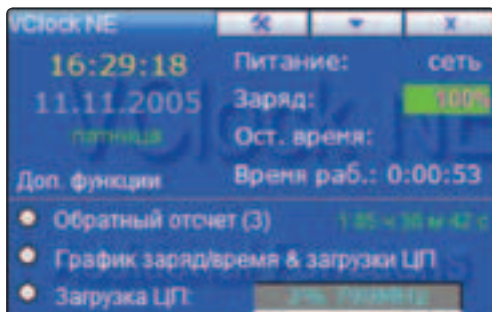 VClock NE
16:29:18
Питание: сеть
11.11.2005
Заряд: 100%
пятница
Ост. время:
Доп. функции
Время раб.: 0:00:53
Обратный отсчет (3)
График заряд/время & загрузки ЦП
Загрузка ЦП: